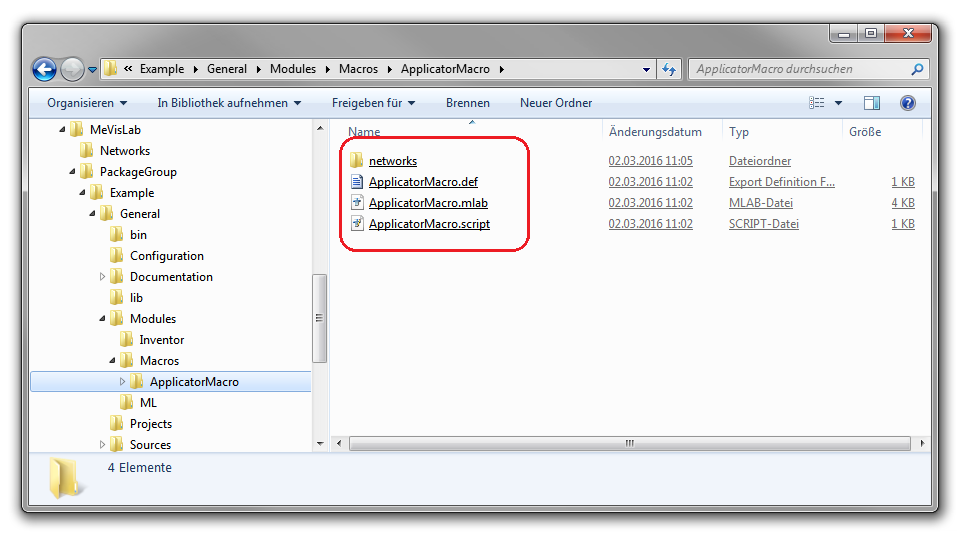 « Example General Modules Macros ApplicatorMacro ApplicatorMacro durchsuchen
Organisieren In Bibliothek aufnehmen Freigeben für Brennen Neuer Ordner
MeVisLab
Networks
PackageGroup
Example
General
bin
Configuration
Documentation
lib
Modules
Inventor
Macros
ApplicatorMacro
ML
Projects
Sources
Name Änderungsdatum Typ Größe
networks 02.03.2016 11:05 Dateiordner
ApplicatorMacro.def 02.03.2016 11:02 Export Definition F... 1 KB
ApplicatorMacro.mlab 02.03.2016 11:02 MLAB-Datei 4 KB
ApplicatorMacro.script 02.03.2016 11:02 SCRIPT-Datei 1 KB
4 Elemente